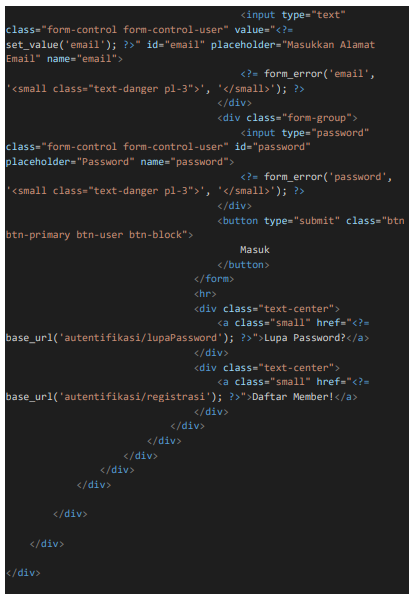 <input type="text"
class="form-control form-control-user" value="<?=
set_value('email'); ?>" id="email" placeholder="Masukkan Alamat
Email" name="email">
<?= form_error('email',
'<small class="text-danger pl-3">', '</small>'); ?>
</div>
<div class="form-group">
<input type="password"
class="form-control form-control-user" id="password"
placeholder="Password" name="password">
<?= form_error('password',
'<small class="text-danger pl-3">', '</small>'); ?>
</div>
<button type="submit" class="btn
btn-primary btn-user btn-block">
Masuk
</button>
</form>
<hr>
<div class="text-center">
<a class="small" href="<?=
base_url('autentifikasi/lupaPassword'); ?>">Lupa Password?</a>
</div>
<div class="text-center">
<a class="small" href="<?=
base_url('autentifikasi/registrasi'); ?>">Daftar Member!</a>
</div>
</div>
</div>
</div>
</div>
</div>
</div>
</div>
</div>